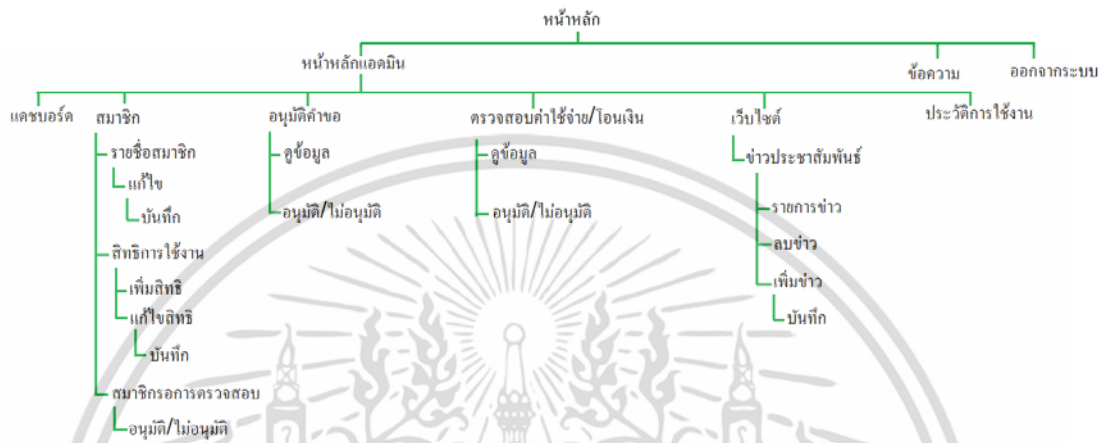 หน้าหลัก
หน้าหลักแอดมิน
ข้อความ
ออกจากระบบ
แดชบอร์ด
สมาชิก
อนุมัติคำขอ
ตรวจสอบค่าใช้จ่าย/โอนเงิน
เว็บไซต์
ประวัติการใช้งาน
รายชื่อสมาชิก
แก้ไข
บันทึก
สิทธิการใช้งาน
เพิ่มสิทธิ
แก้ไขสิทธิ
บันทึก
สมาชิกรอการตรวจสอบ
อนุมัติ/ไม่อนุมัติ
ดูข้อมูล
อนุมัติ/ไม่อนุมัติ
ดูข้อมูล
อนุมัติ/ไม่อนุมัติ
ข่าวประชาสัมพันธ์
รายการข่าว
ลบข่าว
เพิ่มข่าว
บันทึก